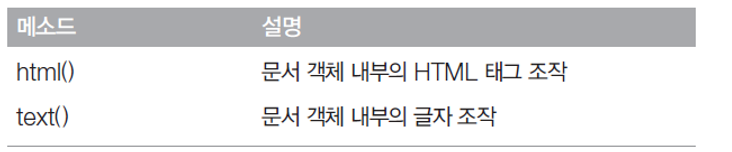 메소드 설명
html() 문서 객체 내부의 HTML 태그 조작
text() 문서 객체 내부의 글자 조작